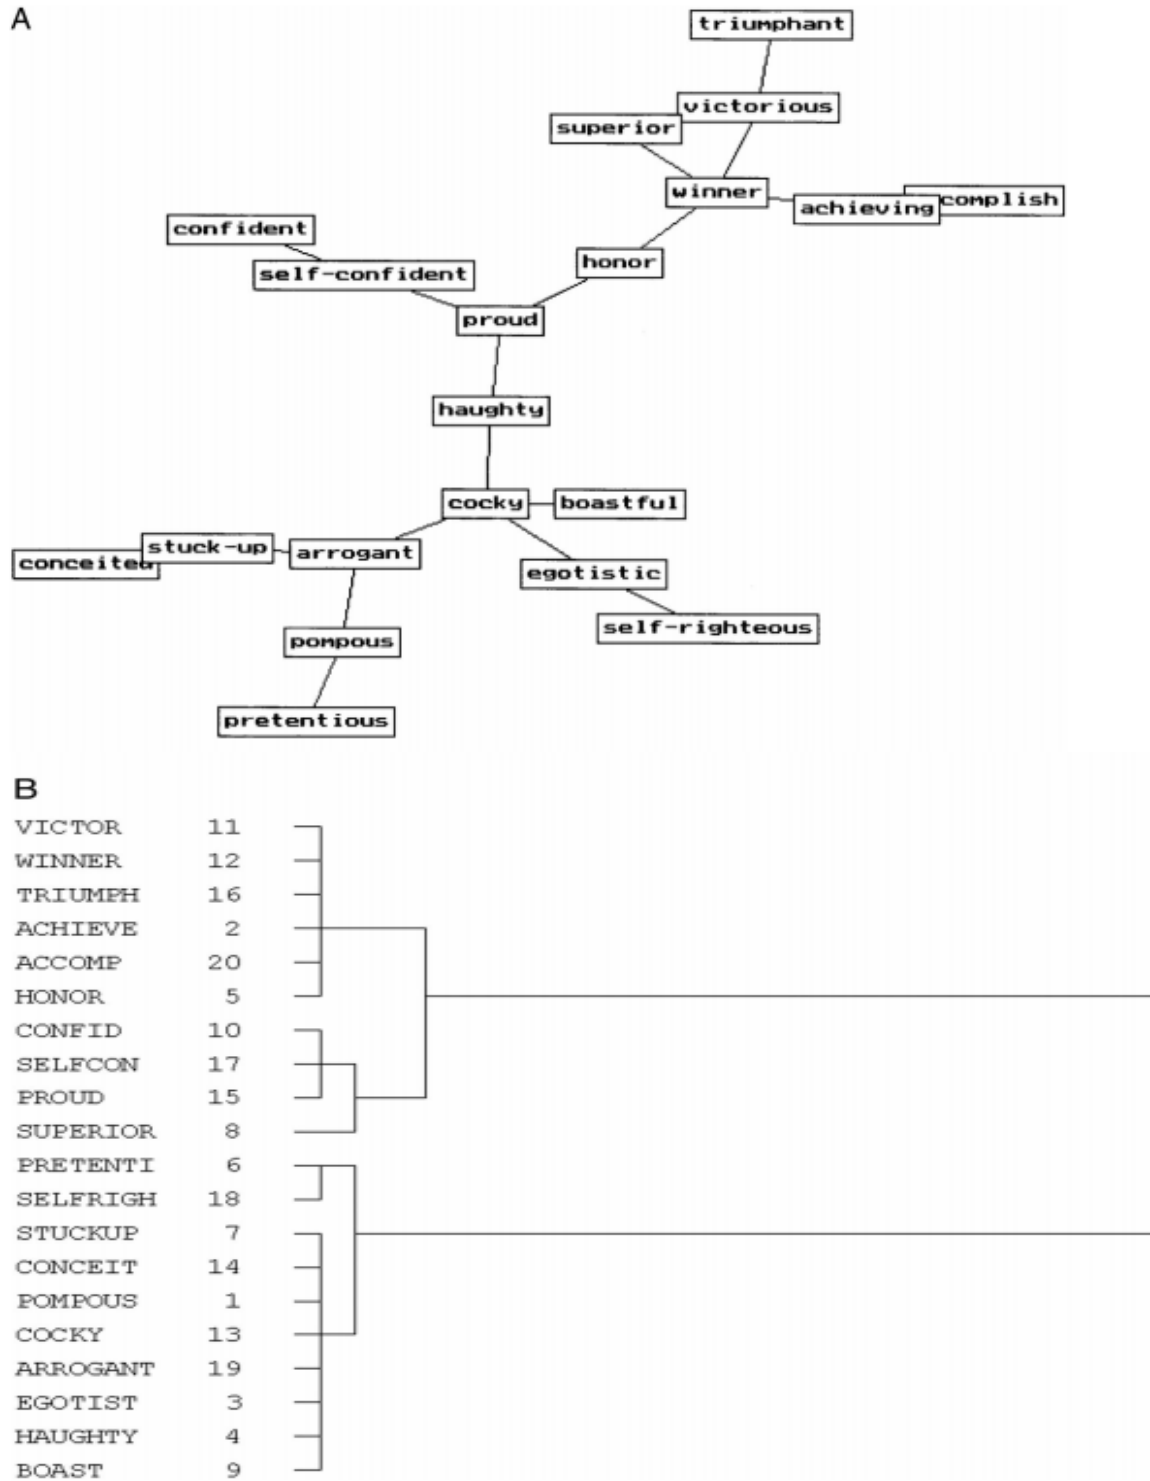 A
triumphant
victorious
superior
winner
complish
achieving
confident
honor
self-confident
proud
haughty
cocky
boastful
stuck-up
arrogant
conceited
egotistic
self-righteous
pompous
pretentious
B
VICTOR 11
WINNER 12
TRIUMPH 16
ACHIEVE 2
ACCOMP 20
HONOR 5
CONFID 10
SELFCON 17
PROUD 15
SUPERIOR 8
PRETENTI 6
SELFRIGH 18
STUCKUP 7
CONCEIT 14
POMPOUS 1
COCKY 13
ARROGANT 19
EGOTIST 3
HAUGHTY 4
BOAST 9